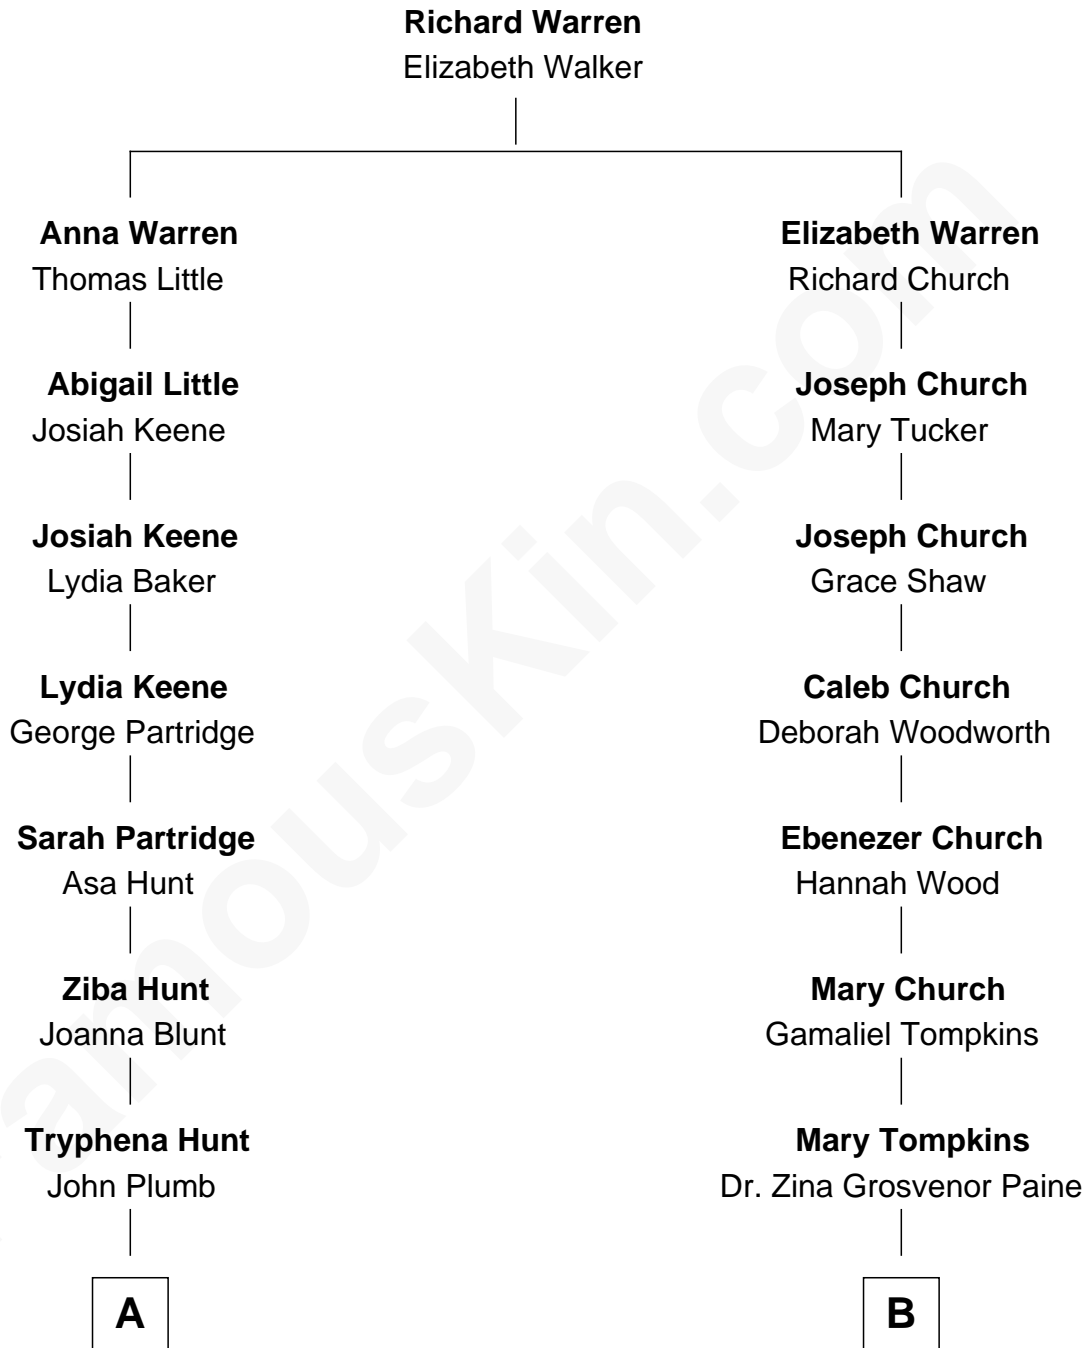 Richard Warren
Elizabeth Walker
Anna Warren
Thomas Little
Abigail Little
Josiah Keene
Josiah Keene
Lydia Baker
Lydia Keene
George Partridge
Sarah Partridge
Asa Hunt
Ziba Hunt
Joanna Blunt
Tryphena Hunt
John Plumb
A
Elizabeth Warren
Richard Church
Joseph Church
Mary Tucker
Joseph Church
Grace Shaw
Caleb Church
Deborah Woodworth
Ebenezer Church
Hannah Wood
Mary Church
Gamaliel Tompkins
Mary Tompkins
Dr. Zina Grosvenor Paine
B
amousKin.com